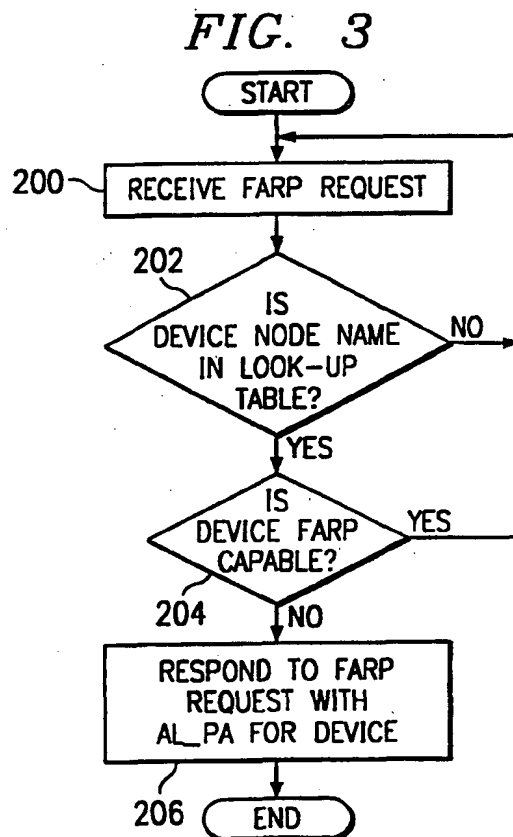 FIG. 3
START
200
RECEIVE FARP REQUEST
202
IS
DEVICE NODE NAME
IN LOOK-UP
TABLE?
NO
YES
IS
DEVICE FARP
CAPABLE?
YES
204
NO
RESPOND TO FARP
REQUEST WITH
AL_PA FOR DEVICE
206
END